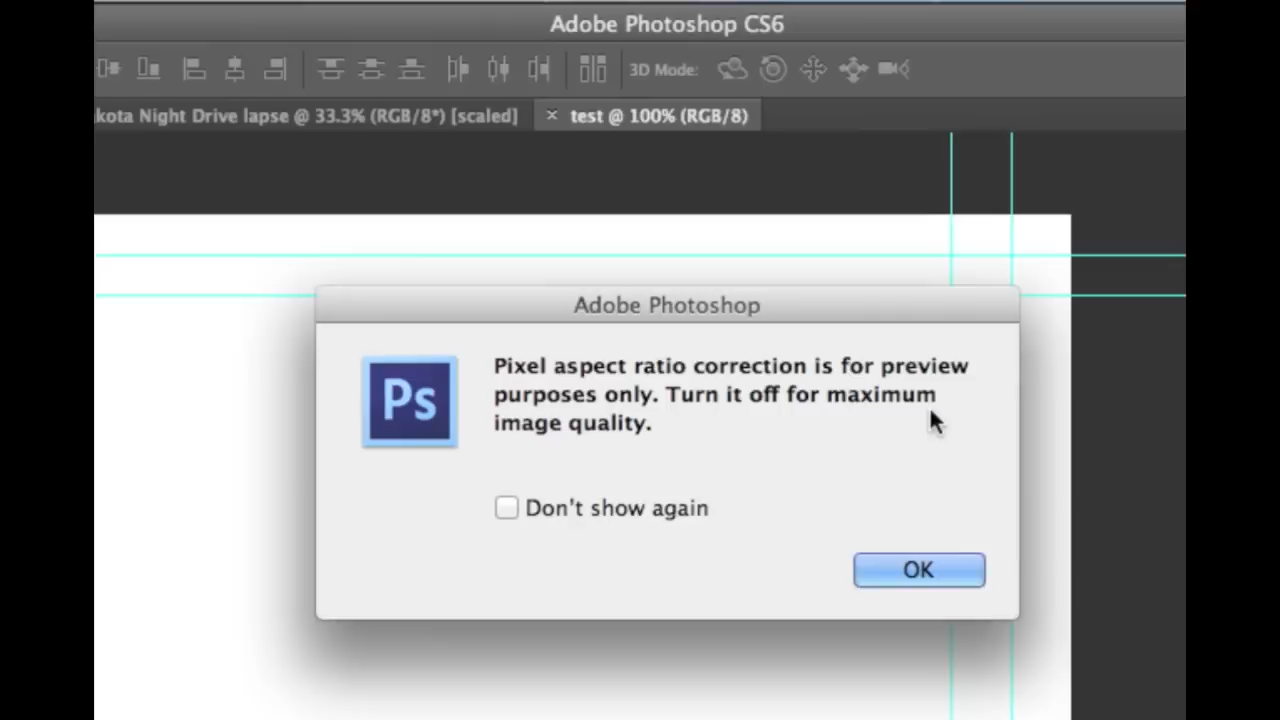 Adobe Photoshop CS6
3D Mode:
kota Night Drive lapse @ 33.3% (RGB/8*) [scaled]
× test @ 100% (RGB/8)
Adobe Photoshop
Ps
Pixel aspect ratio correction is for preview
purposes only. Turn it off for maximum
image quality.
Don't show again
OK